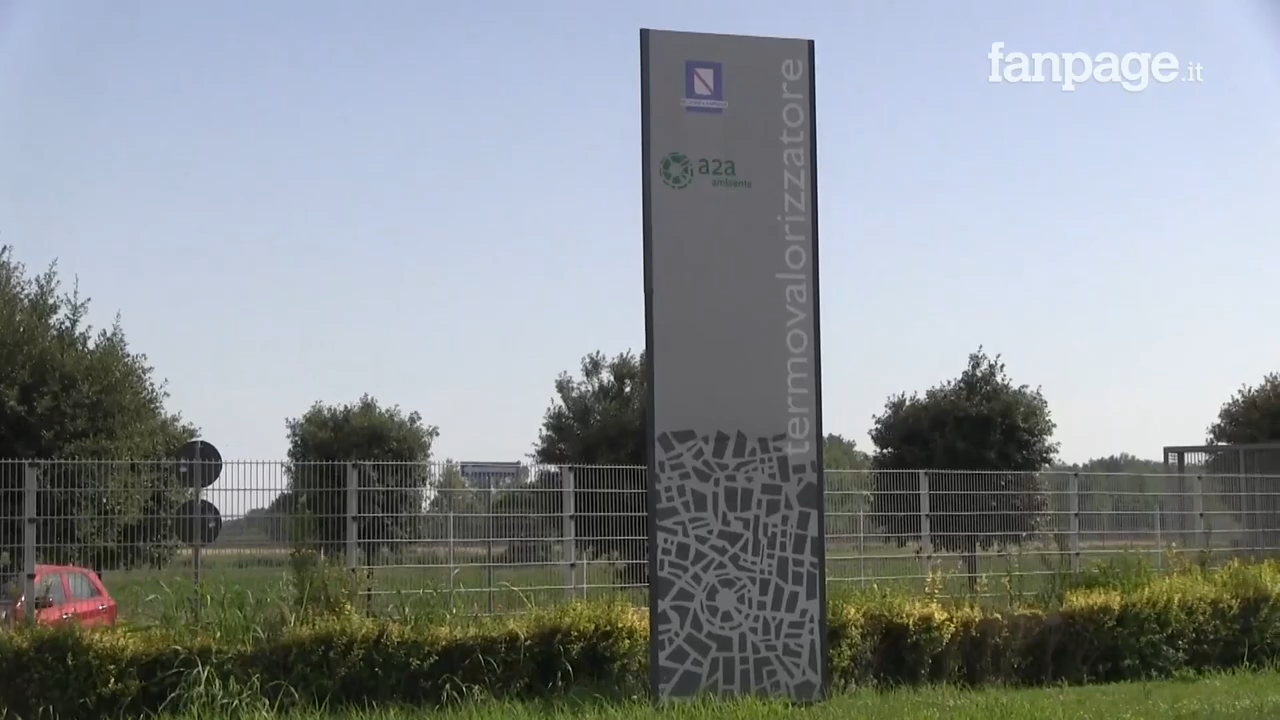 fanpage.it
a2a
ambiente
termovalorizzatore